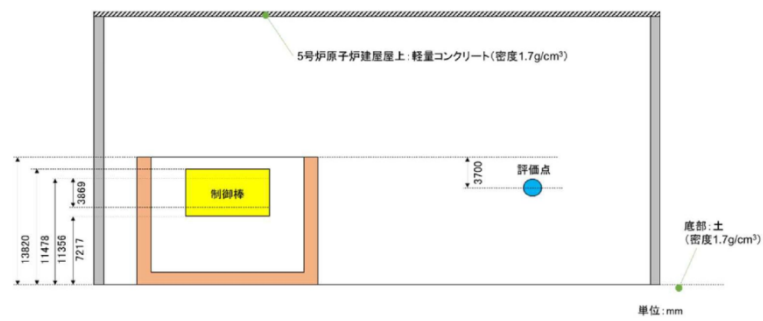 5号炉原子炉建屋屋上：軽量コンクリート（密度1.7g/cm³）
制御棒
3700
評価点
3869
13820
11478
11356
7217
底部：土
（密度1.7g/cm³）
単位：mm